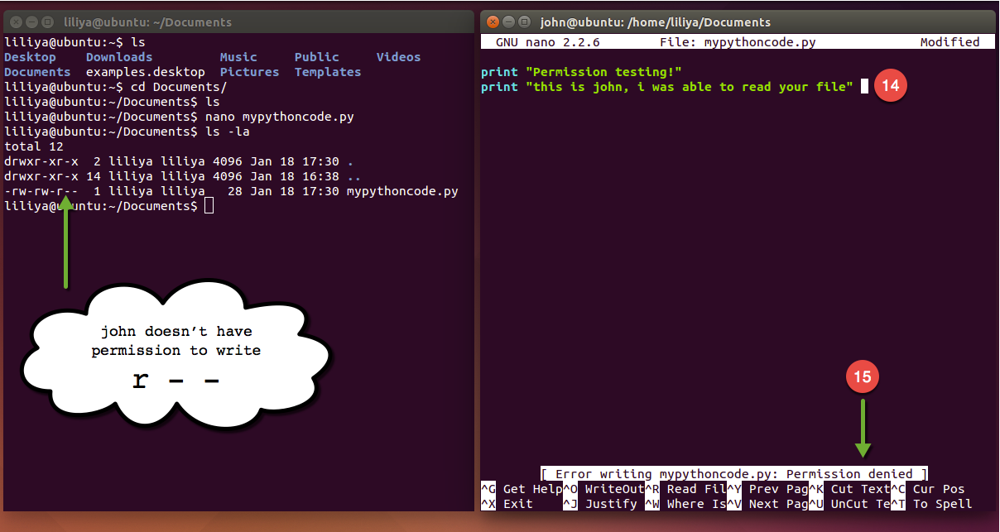 liliya@ubuntu: ~/Documents
liliya@ubuntu:~$ ls
Desktop    Downloads         Music     Public     Videos
Documents  examples.desktop  Pictures  Templates
liliya@ubuntu:~$ cd Documents/
liliya@ubuntu:~/Documents$ ls
liliya@ubuntu:~/Documents$ nano mypythoncode.py
liliya@ubuntu:~/Documents$ ls -la
total 12
drwxr-xr-x  2 liliya liliya 4096 Jan 18 17:30 .
drwxr-xr-x 14 liliya liliya 4096 Jan 18 16:38 ..
-rw-rw-r--  1 liliya liliya   28 Jan 18 17:30 mypythoncode.py
liliya@ubuntu:~/Documents$
john doesn't have
permission to write
r - -
john@ubuntu: /home/liliya/Documents
GNU nano 2.2.6        File: mypythoncode.py              Modified
print "Permission testing!"
print "this is john, i was able to read your file"
14
15
[ Error writing mypythoncode.py: Permission denied ]
^G Get Help^O WriteOut^R Read Fil^Y Prev Pag^K Cut Text^C Cur Pos
^X Exit    ^J Justify ^W Where Is^V Next Pag^U UnCut Te^T To Spell